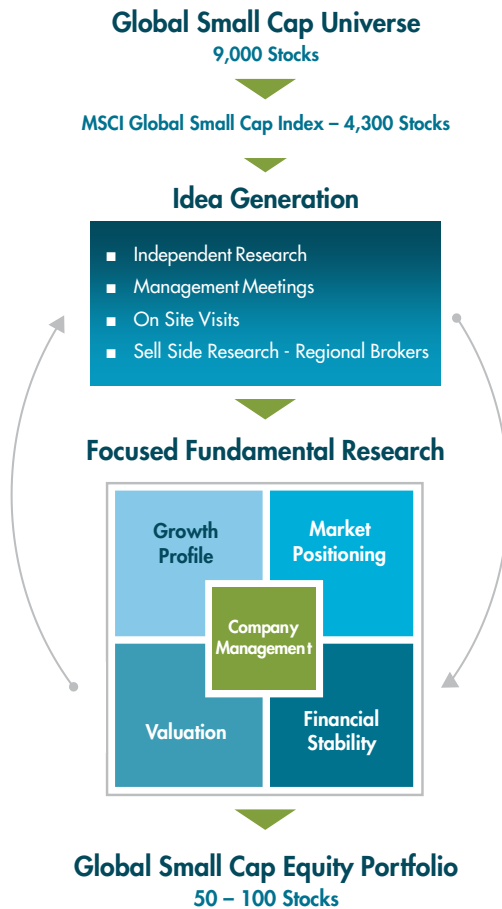 Global Small Cap Universe
9,000 Stocks
MSCI Global Small Cap Index – 4,300 Stocks
Idea Generation
■ Independent Research
■ Management Meetings
■ On Site Visits
■ Sell Side Research - Regional Brokers
Focused Fundamental Research
Growth
Profile
Market
Positioning
Company
Management
Valuation
Financial
Stability
Global Small Cap Equity Portfolio
50 – 100 Stocks